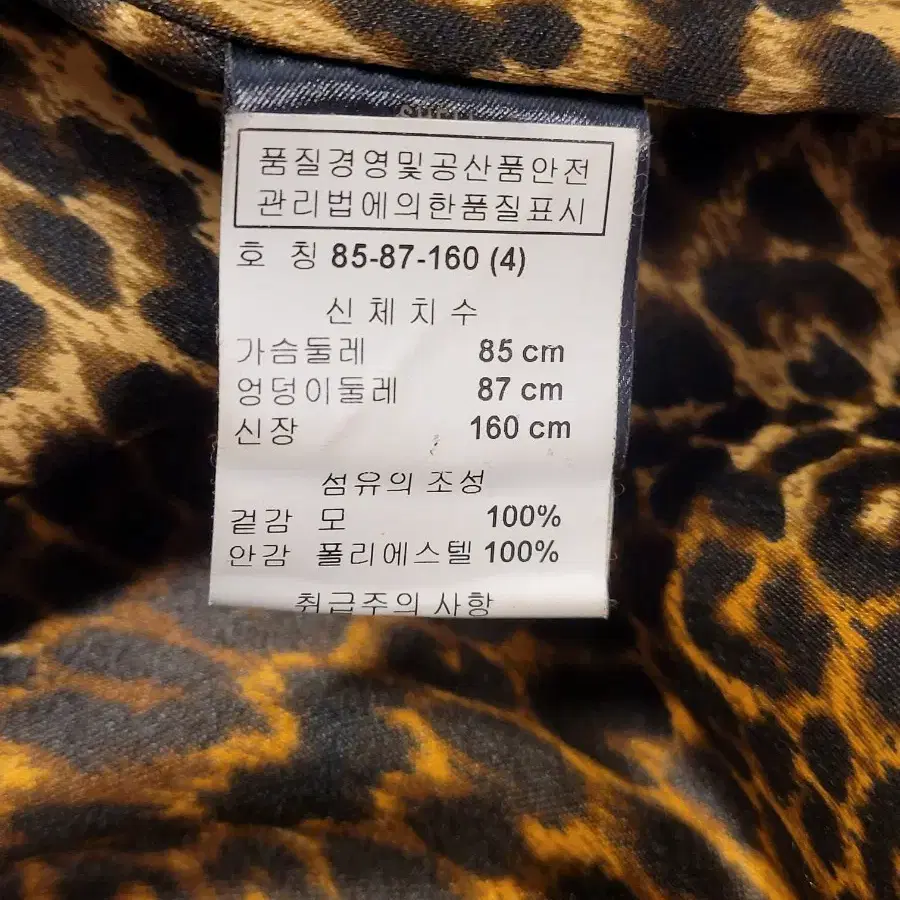 품질경영및공산품안전
관리법에의한품질표시
호 칭 85-87-160 (4)
신 체 치 수
가슴둘레 85 cm
엉덩이둘레 87 cm
신장 160 cm
섬유의 조성
겉감 모 100%
안감 폴리에스텔 100%
취급주의 사항